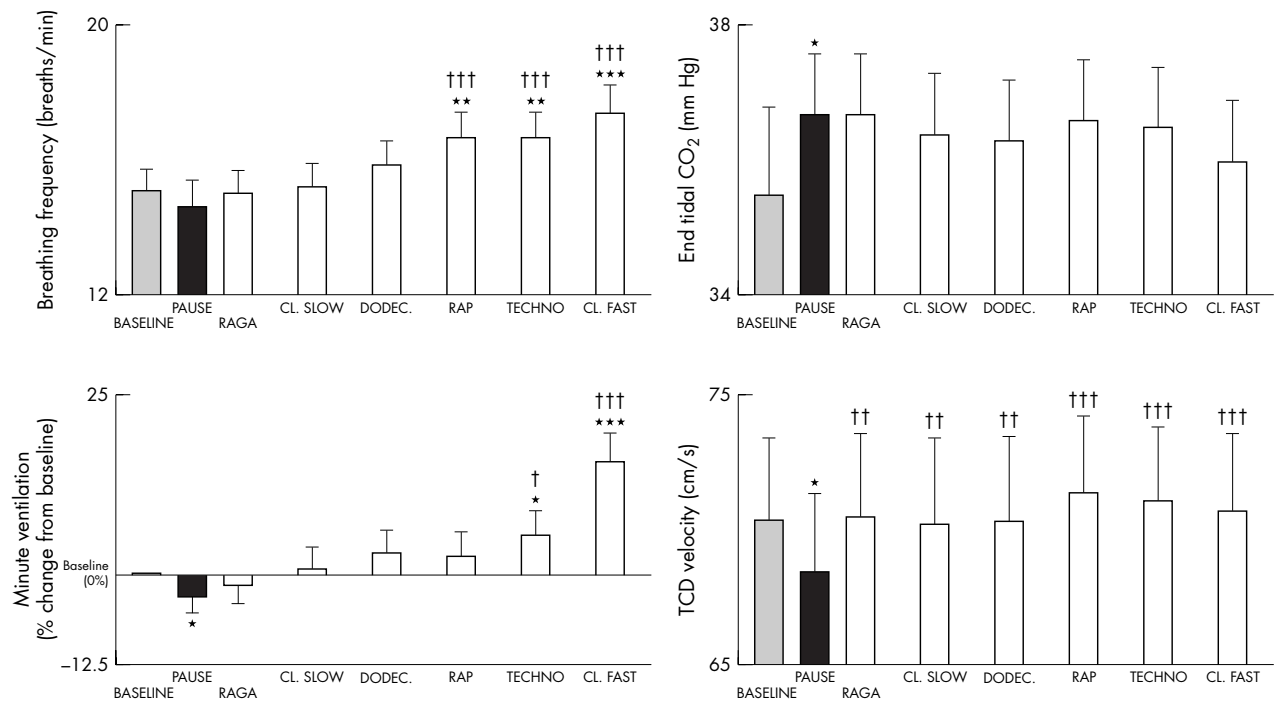 20
Breathing frequency (breaths/min)
†††
★★
†††
★★
†††
★★★
12
BASELINE
PAUSE
RAGA
CL. SLOW
DODEC.
RAP
TECHNO
CL. FAST
38
End tidal CO2 (mm Hg)
★
34
BASELINE
PAUSE
RAGA
CL. SLOW
DODEC.
RAP
TECHNO
CL. FAST
25
Minute ventilation
(% change from baseline)
Baseline
(0%)
★
†
★
†††
★★★
–12.5
BASELINE
PAUSE
RAGA
CL. SLOW
DODEC.
RAP
TECHNO
CL. FAST
75
TCD velocity (cm/s)
★
††
††
††
†††
†††
†††
65
BASELINE
PAUSE
RAGA
CL. SLOW
DODEC.
RAP
TECHNO
CL. FAST